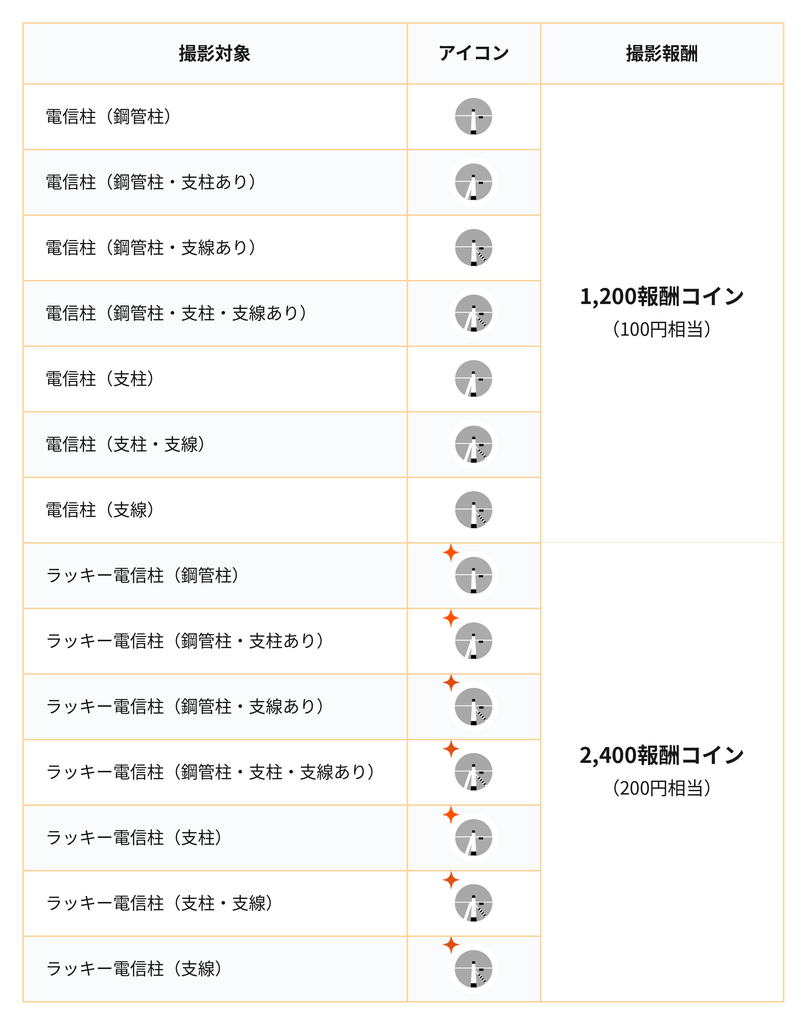 撮影対象
アイコン
撮影報酬
電信柱（鋼管柱）
電信柱（鋼管柱・支柱あり）
電信柱（鋼管柱・支線あり）
電信柱（鋼管柱・支柱・支線あり）
電信柱（支柱）
電信柱（支柱・支線）
電信柱（支線）
1,200報酬コイン
（100円相当）
ラッキー電信柱（鋼管柱）
ラッキー電信柱（鋼管柱・支柱あり）
ラッキー電信柱（鋼管柱・支線あり）
ラッキー電信柱（鋼管柱・支柱・支線あり）
ラッキー電信柱（支柱）
ラッキー電信柱（支柱・支線）
ラッキー電信柱（支線）
2,400報酬コイン
（200円相当）